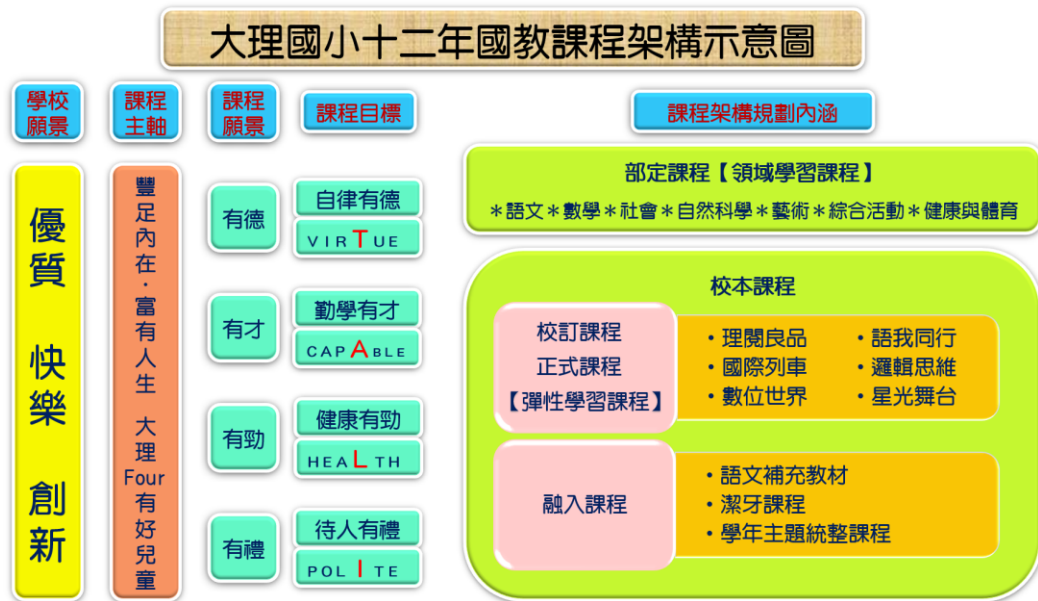 大理國小十二年國教課程架構示意圖
學校
願景
課程
主軸
課程
願景
課程目標
課程架構規劃內涵
優質 快樂 創新
豐足內在・富有人生 大理Four有好兒童
有德
自律有德
VIRTUE
有才
勤學有才
CAPABLE
有勁
健康有勁
HEALTH
有禮
待人有禮
POLITE
部定課程【領域學習課程】
＊語文＊數學＊社會＊自然科學＊藝術＊綜合活動＊健康與體育
校本課程
校訂課程
正式課程
【彈性學習課程】
・理閱良品
・國際列車
・數位世界
・語我同行
・邏輯思維
・星光舞台
融入課程
・語文補充教材
・潔牙課程
・學年主題統整課程